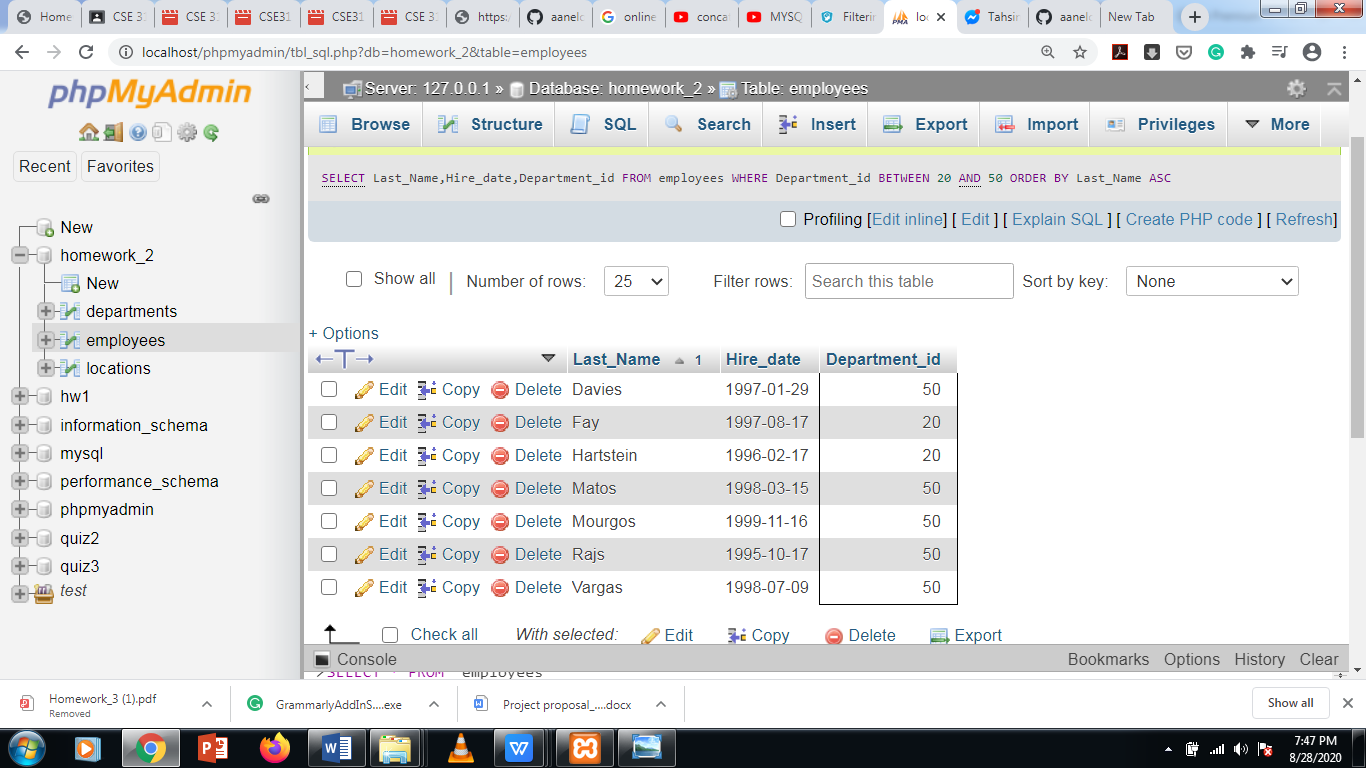 Home CSE 3 CSE 3 CSE31 CSE31 CSE 3 https: aanelo online conca MYSQ Filterin loc Tahsin aanelo New Tab
localhost/phpmyadmin/tbl_sql.php?db=homework_2&table=employees
phpMyAdmin
Recent Favorites
New
homework_2
New
departments
employees
locations
hw1
information_schema
mysql
performance_schema
phpmyadmin
quiz2
quiz3
test
Server: 127.0.0.1 » Database: homework_2 » Table: employees
Browse Structure SQL Search Insert Export Import Privileges More
SELECT Last_Name,Hire_date,Department_id FROM employees WHERE Department_id BETWEEN 20 AND 50 ORDER BY Last_Name ASC
Profiling [Edit inline] [ Edit ] [ Explain SQL ] [ Create PHP code ] [ Refresh]
Show all | Number of rows: 25 Filter rows: Search this table Sort by key: None
+ Options
Last_Name 1 Hire_date Department_id
Edit Copy Delete Davies 1997-01-29 50
Edit Copy Delete Fay 1997-08-17 20
Edit Copy Delete Hartstein 1996-02-17 20
Edit Copy Delete Matos 1998-03-15 50
Edit Copy Delete Mourgos 1999-11-16 50
Edit Copy Delete Rajs 1995-10-17 50
Edit Copy Delete Vargas 1998-07-09 50
Check all With selected: Edit Copy Delete Export
Console Bookmarks Options History Clear
>SELECT * FROM `employees`
Homework_3 (1).pdf
Removed
GrammarlyAddInS....exe
Project proposal_....docx
Show all
7:47 PM
8/28/2020